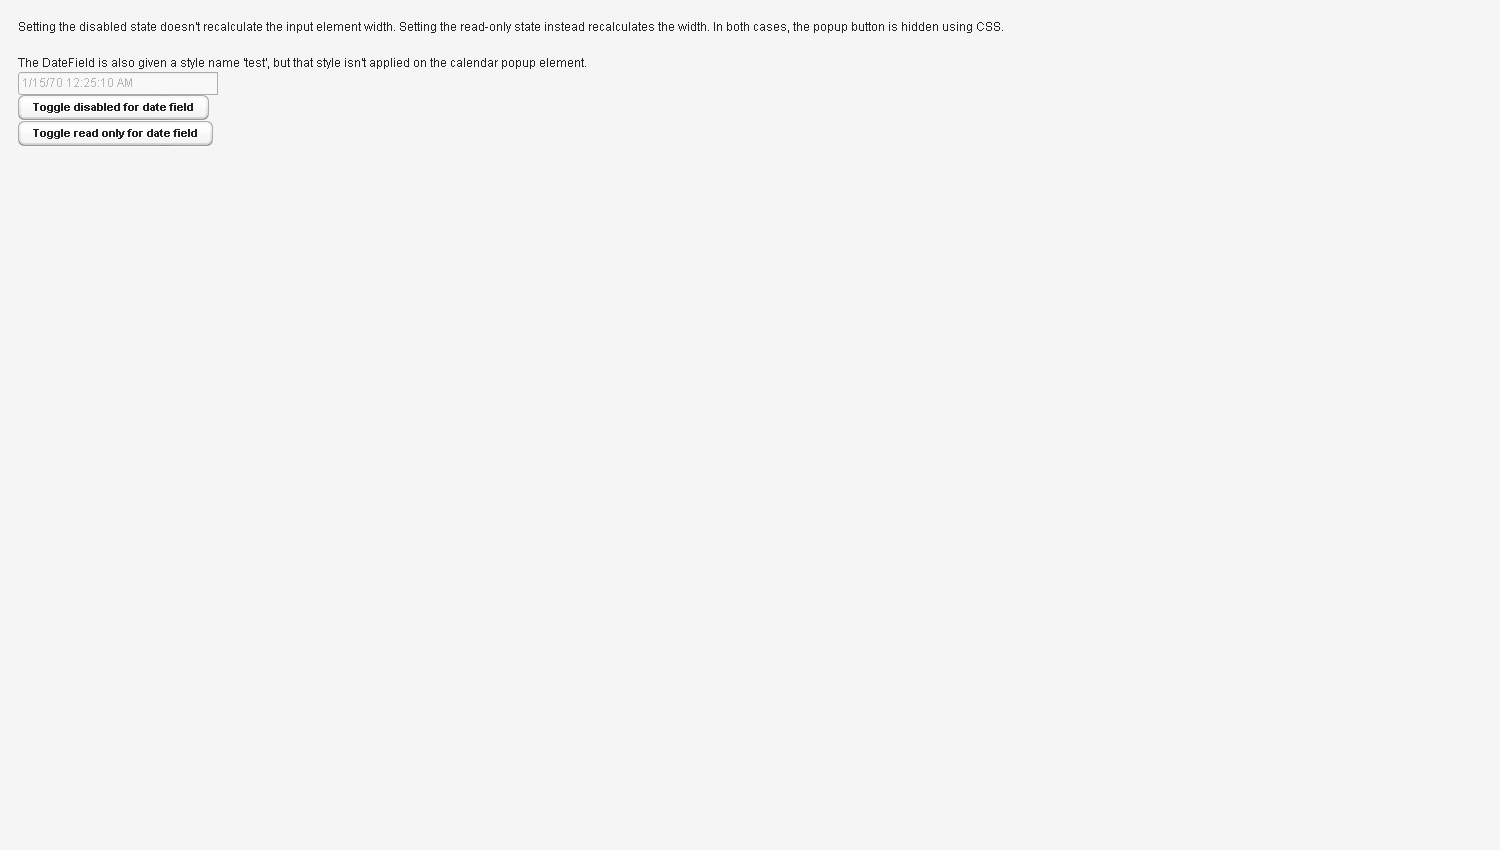 Setting the disabled state doesn't recalculate the input element width. Setting the read-only state instead recalculates the width. In both cases, the popup button is hidden using CSS.
The DateField is also given a style name 'test', but that style isn't applied on the calendar popup element.
1/15/70 12:25:10 AM
Toggle disabled for date field
Toggle read only for date field